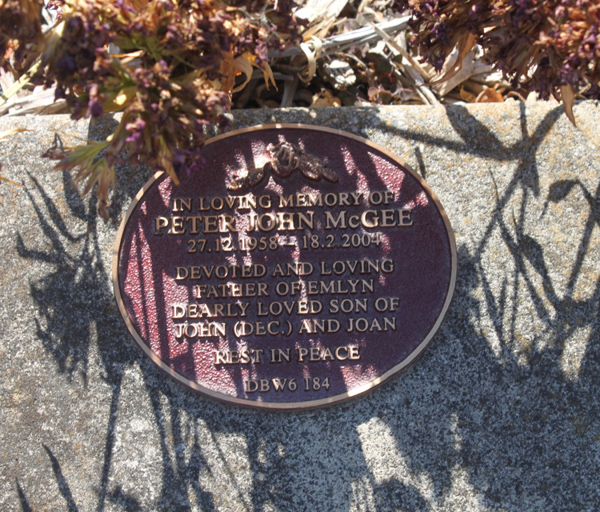 IN LOVING MEMORY OF
PETER JOHN McGEE
27.12.1958 - 18.2.2004
DEVOTED AND LOVING
FATHER OF EMLYN
DEARLY LOVED SON OF
JOHN (DEC.) AND JOAN
REST IN PEACE
DBW6 184